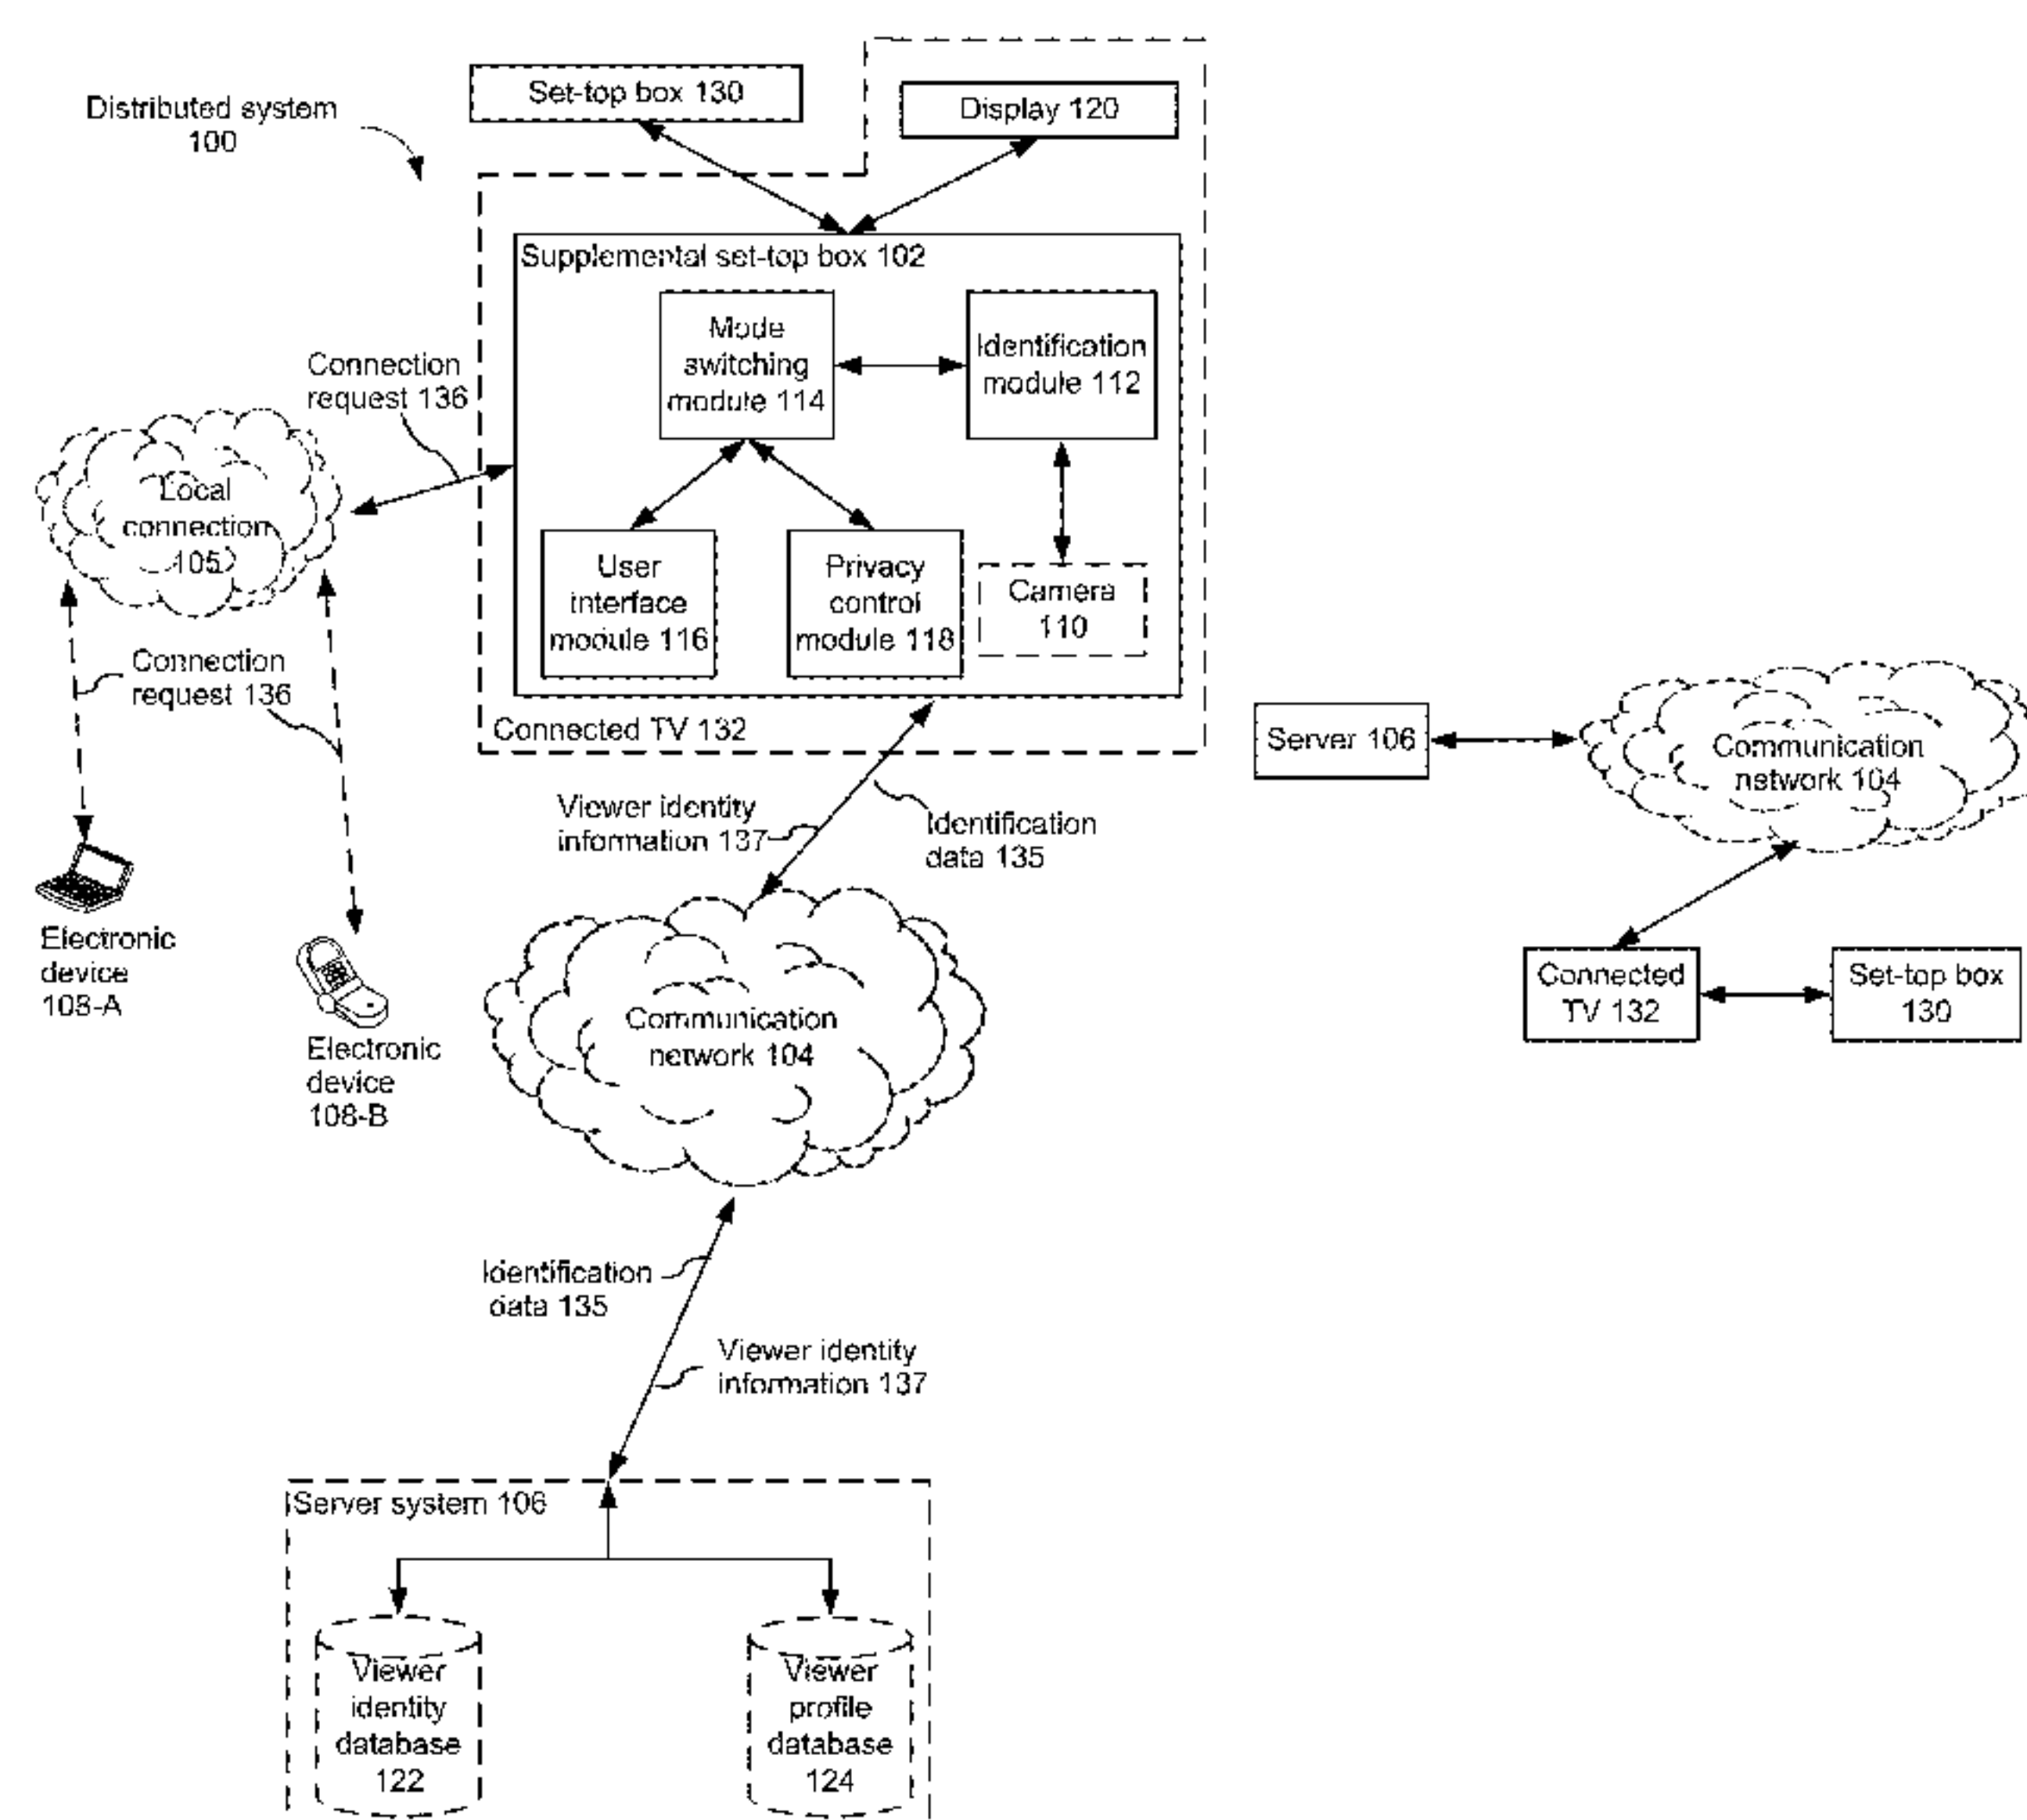 Set-top box 130
Display 120
Distributed system
100
Supplemental set-top box 102
Mode
switching
module 114
Identification
module 112
Connection
request 136
Local
connection
105
User
interface
module 116
Privacy
control
module 118
Camera
110
Connection
request 136
Connected TV 132
Server 106
Communication
network 104
Viewer identity
information 137
Identification
data 135
Electronic
device
108-A
Connected
TV 132
Set-top box
130
Electronic
device
108-B
Communication
network 104
Identification
data 135
Viewer identity
information 137
Server system 106
Viewer
identity
database
122
Viewer
profile
database
124